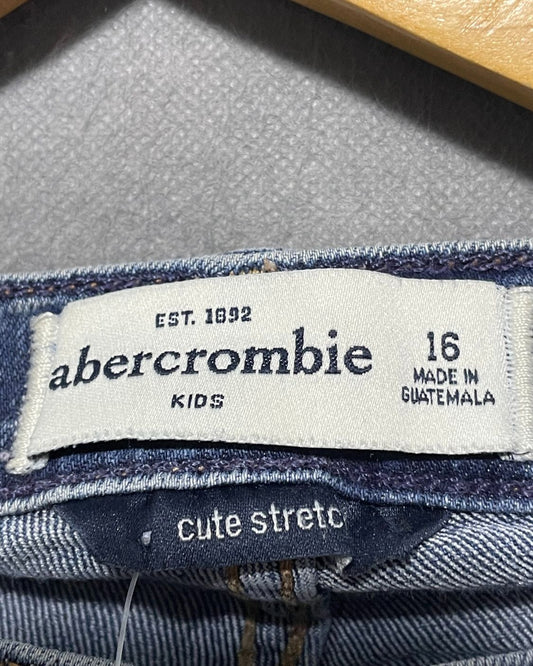 EST. 1892
abercrombie
KIDS
16
MADE IN
GUATEMALA
cute stretc